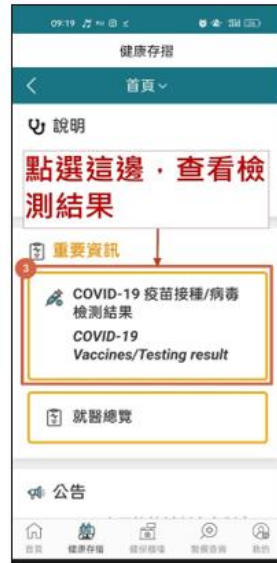 09:19
健康存摺
首頁
說明
點選這邊，查看檢
測結果
重要資訊
3
COVID-19 疫苗接種/病毒
檢測結果
COVID-19
Vaccines/Testing result
就醫總覽
公告
首頁 健康存摺 健保櫃檯 醫療查詢 我的